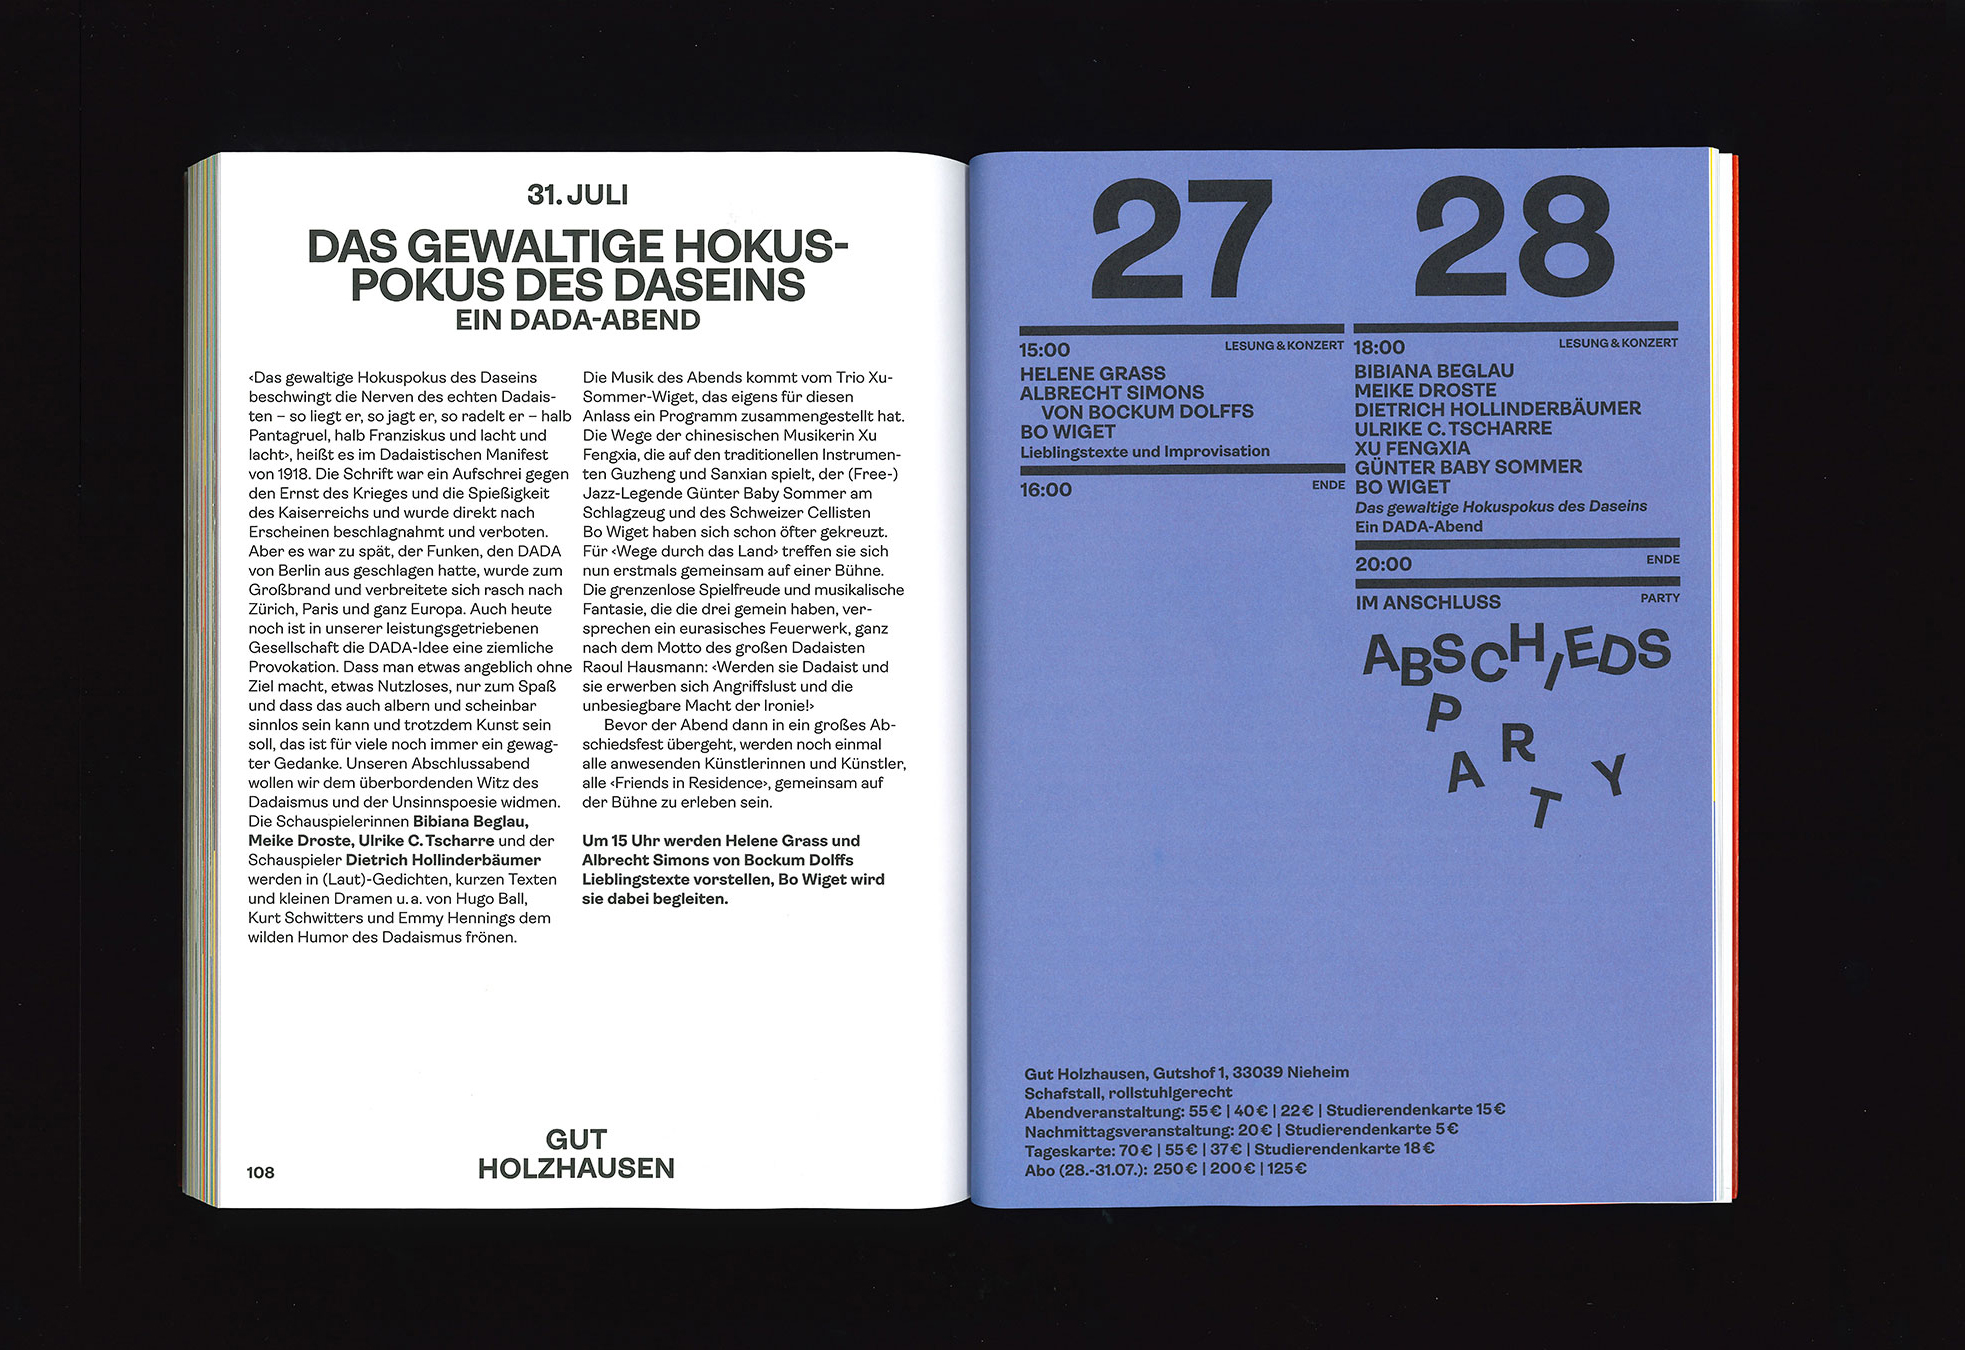 31. JULI
DAS GEWALTIGE HOKUS-
POKUS DES DASEINS
EIN DADA-ABEND
‹Das gewaltige Hokuspokus des Daseins
beschwingt die Nerven des echten Dadais-
ten – so liegt er, so jagt er, so radelt er – halb
Pantagruel, halb Franziskus und lacht und
lacht›, heißt es im Dadaistischen Manifest
von 1918. Die Schrift war ein Aufschrei gegen
den Ernst des Krieges und die Spießigkeit
des Kaiserreichs und wurde direkt nach
Erscheinen beschlagnahmt und verboten.
Aber es war zu spät, der Funken, den DADA
von Berlin aus geschlagen hatte, wurde zum
Großbrand und verbreitete sich rasch nach
Zürich, Paris und ganz Europa. Auch heute
noch ist in unserer leistungsgetriebenen
Gesellschaft die DADA-Idee eine ziemliche
Provokation. Dass man etwas angeblich ohne
Ziel macht, etwas Nutzloses, nur zum Spaß
und dass das auch albern und scheinbar
sinnlos sein kann und trotzdem Kunst sein
soll, das ist für viele noch immer ein gewag-
ter Gedanke. Unseren Abschlussabend
wollen wir dem überbordenden Witz des
Dadaismus und der Unsinnspoesie widmen.
Die Schauspielerinnen Bibiana Beglau,
Meike Droste, Ulrike C. Tscharre und der
Schauspieler Dietrich Hollinderbäumer
werden in (Laut)-Gedichten, kurzen Texten
und kleinen Dramen u. a. von Hugo Ball,
Kurt Schwitters und Emmy Hennings dem
wilden Humor des Dadaismus frönen.
Die Musik des Abends kommt vom Trio Xu-
Sommer-Wiget, das eigens für diesen
Anlass ein Programm zusammengestellt hat.
Die Wege der chinesischen Musikerin Xu
Fengxia, die auf den traditionellen Instrumen-
ten Guzheng und Sanxian spielt, der (Free-)
Jazz-Legende Günter Baby Sommer am
Schlagzeug und des Schweizer Cellisten
Bo Wiget haben sich schon öfter gekreuzt.
Für ‹Wege durch das Land› treffen sie sich
nun erstmals gemeinsam auf einer Bühne.
Die grenzenlose Spielfreude und musikalische
Fantasie, die die drei gemein haben, ver-
sprechen ein eurasisches Feuerwerk, ganz
nach dem Motto des großen Dadaisten
Raoul Hausmann: ‹Werden sie Dadaist und
sie erwerben sich Angriffslust und die
unbesiegbare Macht der Ironie!›
Bevor der Abend dann in ein großes Ab-
schiedsfest übergeht, werden noch einmal
alle anwesenden Künstlerinnen und Künstler,
alle ‹Friends in Residence›, gemeinsam auf
der Bühne zu erleben sein.
Um 15 Uhr werden Helene Grass und
Albrecht Simons von Bockum Dolffs
Lieblingstexte vorstellen, Bo Wiget wird
sie dabei begleiten.
108
GUT
HOLZHAUSEN
27
15:00 LESUNG & KONZERT
HELENE GRASS
ALBRECHT SIMONS
VON BOCKUM DOLFFS
BO WIGET
Lieblingstexte und Improvisation
16:00 ENDE
28
18:00 LESUNG & KONZERT
BIBIANA BEGLAU
MEIKE DROSTE
DIETRICH HOLLINDERBÄUMER
ULRIKE C. TSCHARRE
XU FENGXIA
GÜNTER BABY SOMMER
BO WIGET
Das gewaltige Hokuspokus des Daseins
Ein DADA-Abend
20:00 ENDE
IM ANSCHLUSS PARTY
ABSCHIEDS
PARTY
Gut Holzhausen, Gutshof 1, 33039 Nieheim
Schafstall, rollstuhlgerecht
Abendveranstaltung: 55 € | 40 € | 22 € | Studierendenkarte 15 €
Nachmittagsveranstaltung: 20 € | Studierendenkarte 5 €
Tageskarte: 70 € | 55 € | 37 € | Studierendenkarte 18 €
Abo (28.-31.07.): 250 € | 200 € | 125 €